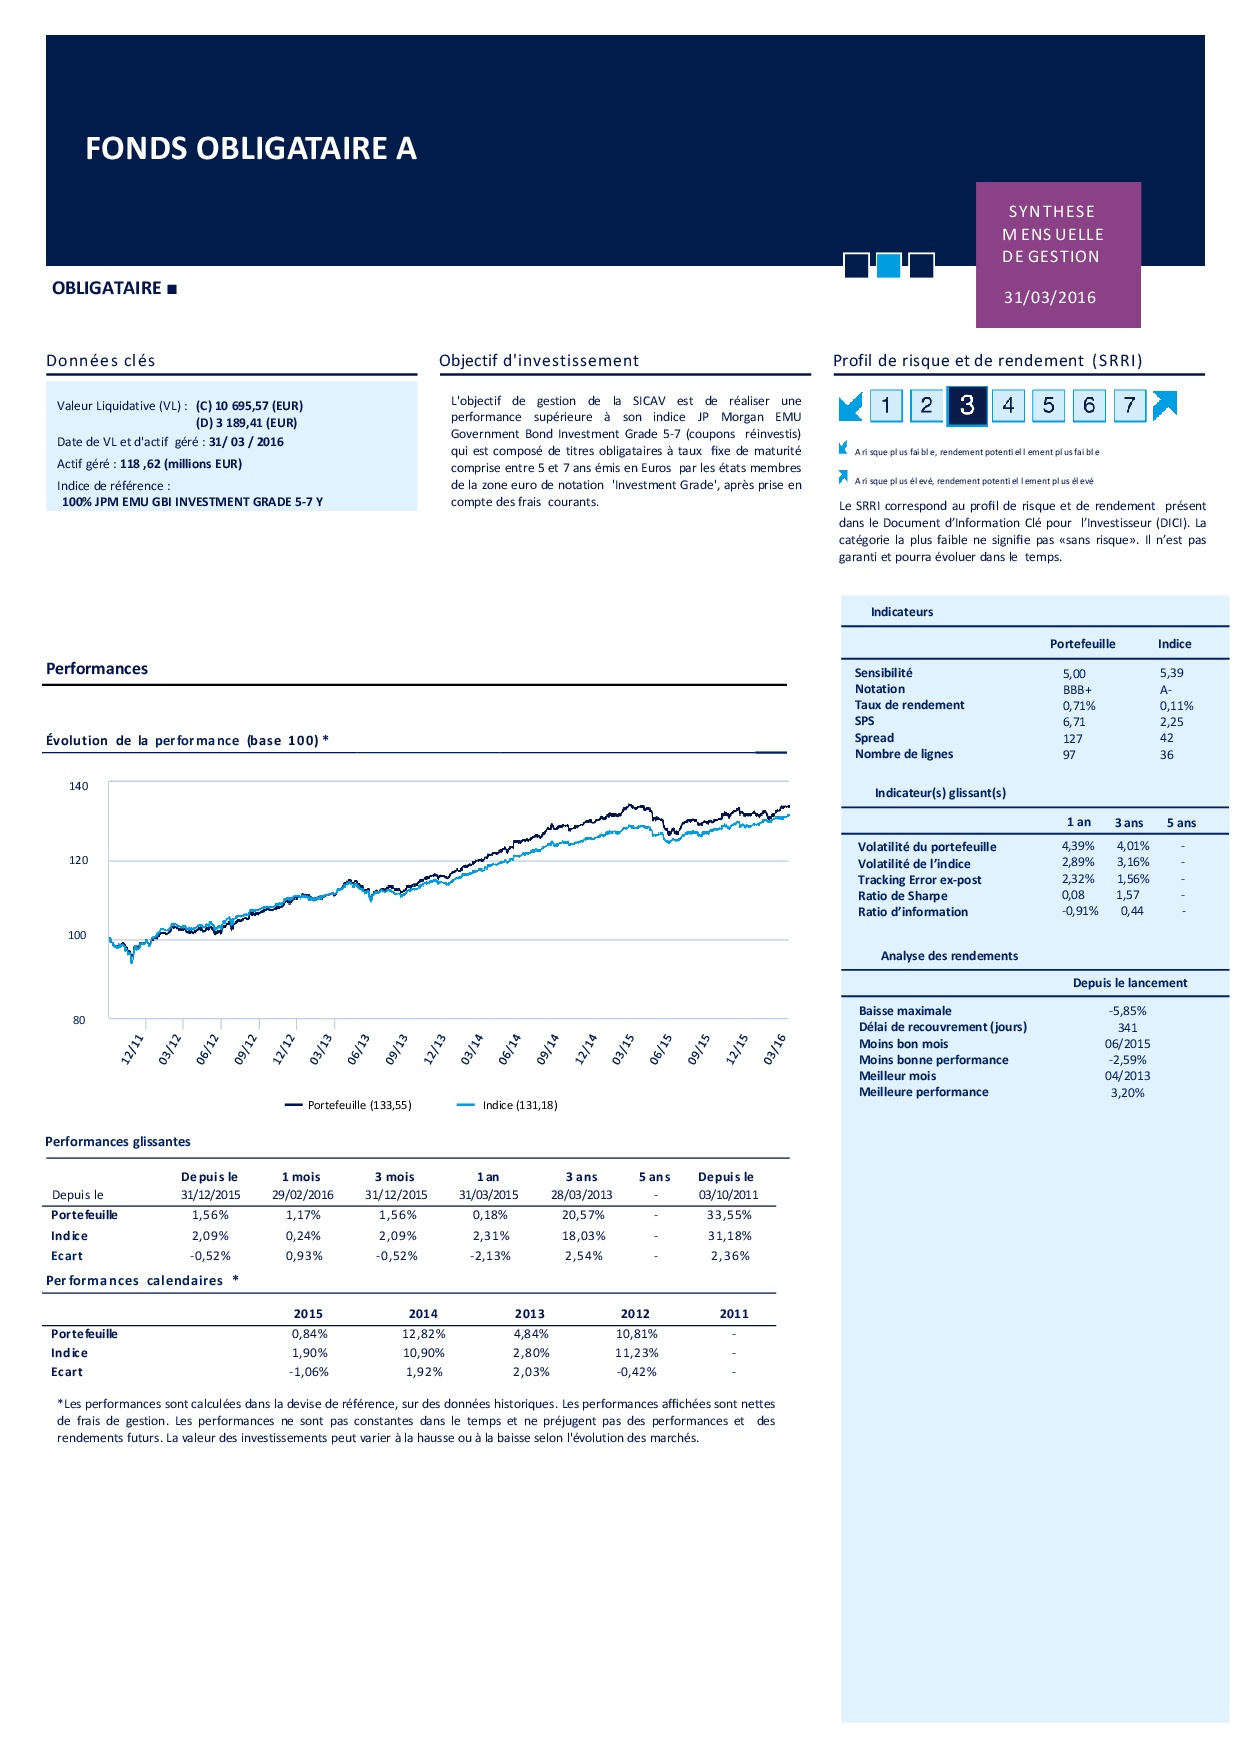 FONDS OBLIGATAIRE A
SYNTHESE
MENSUELLE
DE GESTION
31/03/2016
OBLIGATAIRE ■
Données clés
Valeur Liquidative (VL) : (C) 10 695,57 (EUR)
(D) 3 189,41 (EUR)
Date de VL et d'actif géré : 31/ 03 / 2016
Actif géré : 118 ,62 (millions EUR)
Indice de référence :
100% JPM EMU GBI INVESTMENT GRADE 5-7 Y
Objectif d'investissement
L'objectif de gestion de la SICAV est de réaliser une
performance supérieure à son indice JP Morgan EMU
Government Bond Investment Grade 5-7 (coupons réinvestis)
qui est composé de titres obligataires à taux fixe de maturité
comprise entre 5 et 7 ans émis en Euros par les états membres
de la zone euro de notation 'Investment Grade', après prise en
compte des frais courants.
Profil de risque et de rendement (SRRI)
1 2 3 4 5 6 7
A risque plus faible, rendement potentiellement plus faible
A risque plus élevé, rendement potentiellement plus élevé
Le SRRI correspond au profil de risque et de rendement présent
dans le Document d’Information Clé pour l’Investisseur (DICI). La
catégorie la plus faible ne signifie pas «sans risque». Il n’est pas
garanti et pourra évoluer dans le temps.
Performances
Évolution de la performance (base 100) *
140
120
100
80
12/11 03/12 06/12 09/12 12/12 03/13 06/13 09/13 12/13 03/14 06/14 09/14 12/14 03/15 06/15 09/15 12/15 03/16
Portefeuille (133,55) Indice (131,18)
Performances glissantes
Depuis le 1 mois 3 mois 1 an 3 ans 5 ans Depuis le
Depuis le 31/12/2015 29/02/2016 31/12/2015 31/03/2015 28/03/2013 - 03/10/2011
Portefeuille 1,56% 1,17% 1,56% 0,18% 20,57% - 33,55%
Indice 2,09% 0,24% 2,09% 2,31% 18,03% - 31,18%
Ecart -0,52% 0,93% -0,52% -2,13% 2,54% - 2,36%
Performances calendaires *
2015 2014 2013 2012 2011
Portefeuille 0,84% 12,82% 4,84% 10,81% -
Indice 1,90% 10,90% 2,80% 11,23% -
Ecart -1,06% 1,92% 2,03% -0,42% -
*Les performances sont calculées dans la devise de référence, sur des données historiques. Les performances affichées sont nettes
de frais de gestion. Les performances ne sont pas constantes dans le temps et ne préjugent pas des performances et des
rendements futurs. La valeur des investissements peut varier à la hausse ou à la baisse selon l'évolution des marchés.
Indicateurs
Portefeuille Indice
Sensibilité 5,00 5,39
Notation BBB+ A-
Taux de rendement 0,71% 0,11%
SPS 6,71 2,25
Spread 127 42
Nombre de lignes 97 36
Indicateur(s) glissant(s)
1 an 3 ans 5 ans
Volatilité du portefeuille 4,39% 4,01% -
Volatilité de l’indice 2,89% 3,16% -
Tracking Error ex-post 2,32% 1,56% -
Ratio de Sharpe 0,08 1,57 -
Ratio d’information -0,91% 0,44 -
Analyse des rendements
Depuis le lancement
Baisse maximale -5,85%
Délai de recouvrement (jours) 341
Moins bon mois 06/2015
Moins bonne performance -2,59%
Meilleur mois 04/2013
Meilleure performance 3,20%